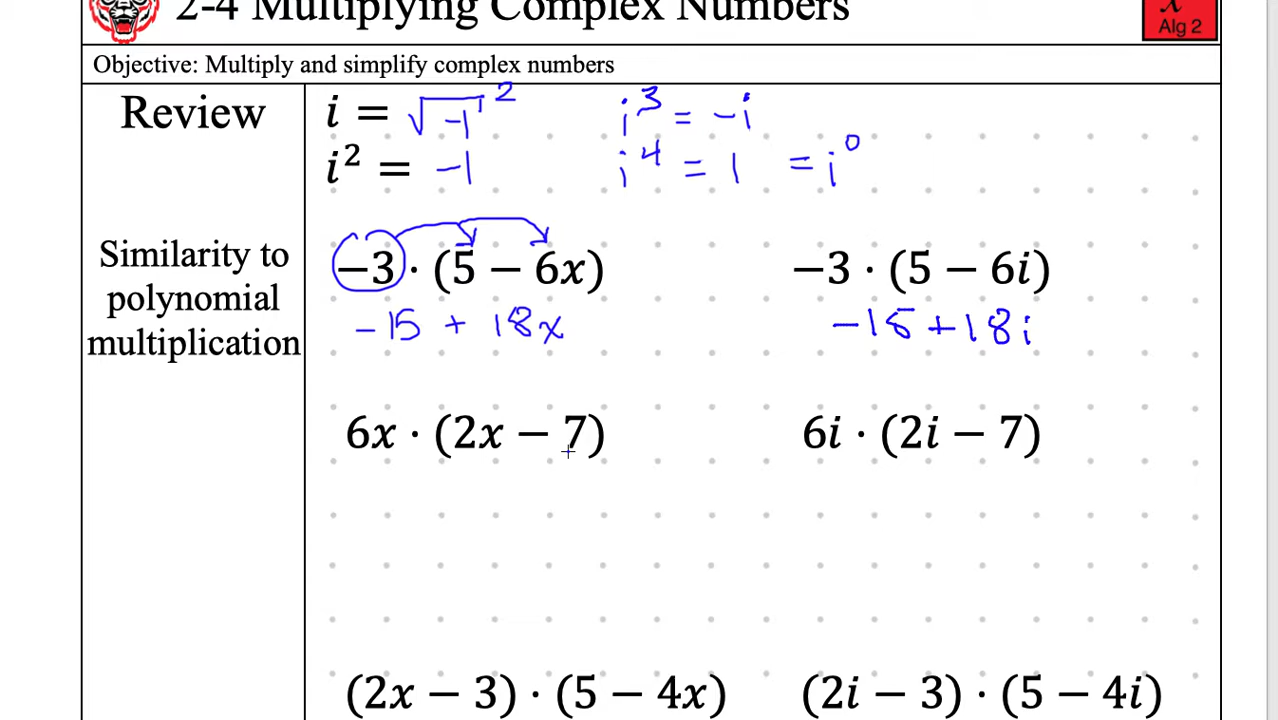 2-4 Multiplying Complex Numbers
x
Alg 2
Objective: Multiply and simplify complex numbers
Review
i = √-1 ²
i³ = -i
i² = -1
i⁴ = 1 = i⁰
Similarity to
polynomial
multiplication
−3 · (5 − 6x)
-15 + 18x
−3 · (5 − 6i)
-15 + 18i
6x · (2x − 7)
6i · (2i − 7)
(2x − 3) · (5 − 4x)
(2i − 3) · (5 − 4i)